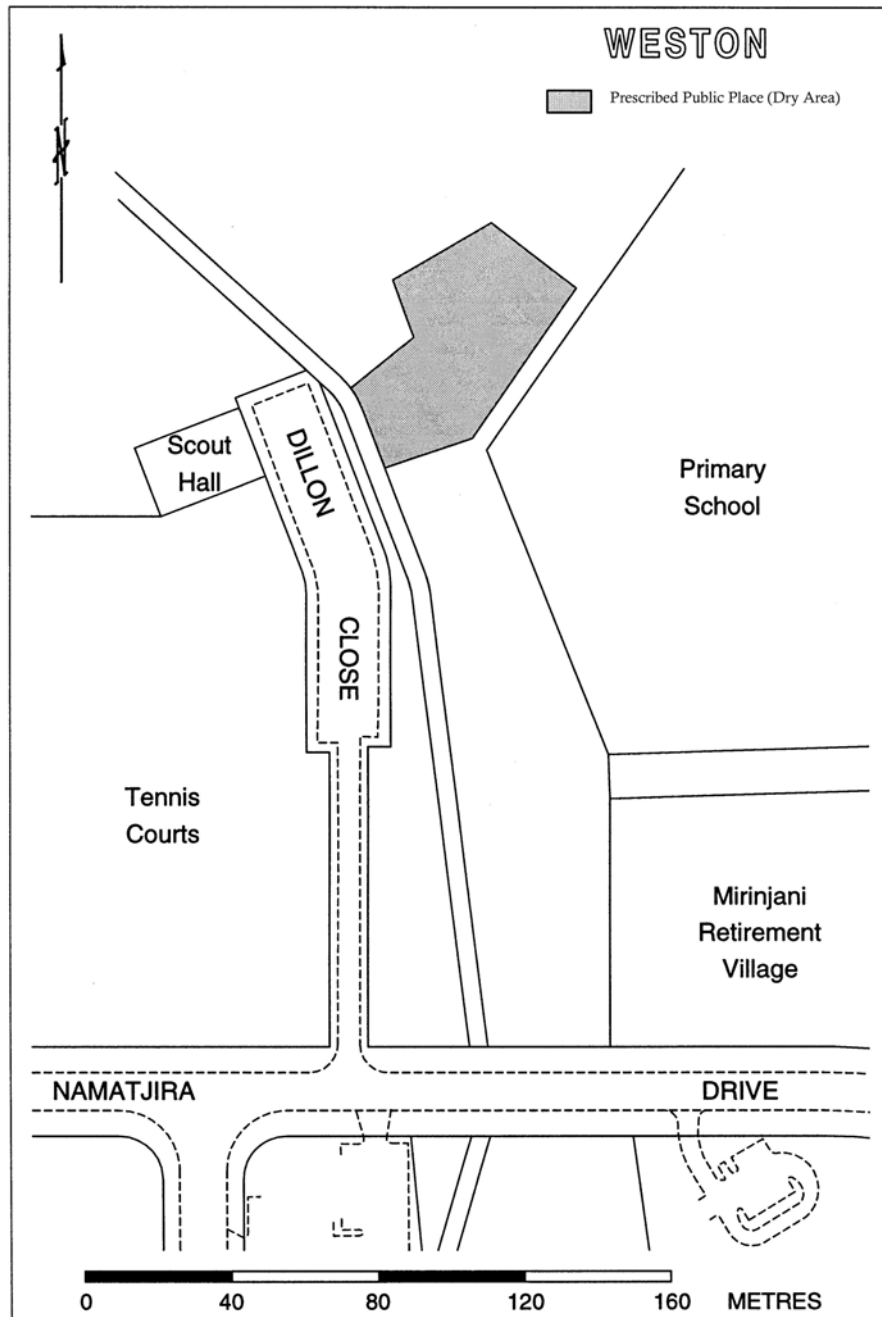 WESTON
Prescribed Public Place (Dry Area)
N
Scout
Hall
DILLON
CLOSE
Primary
School
Tennis
Courts
Mirinjani
Retirement
Village
NAMATJIRA DRIVE
0 40 80 120 160 METRES